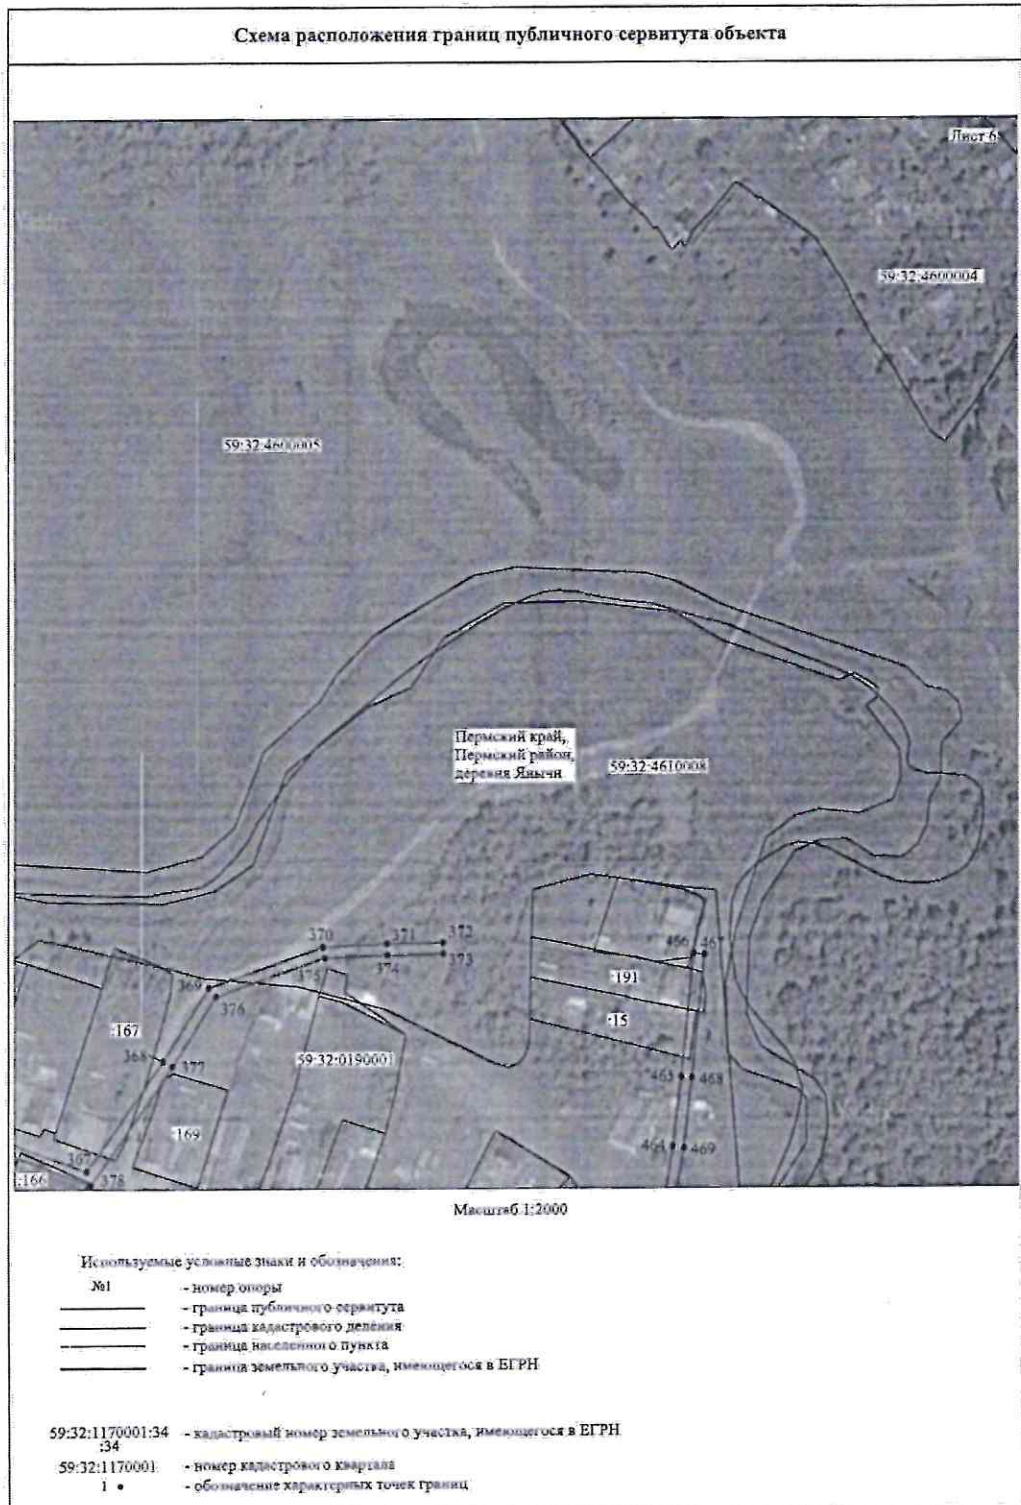 Схема расположения границ публичного сервитута объекта
Лист 6
59:32:4600004
59:32:4600005
Пермский край,
Пермский район,
деревня Янычи
59:32:4610008
370
371
372
375
374
373
466
467
369
376
:191
:15
:167
368
377
59:32:0190001
465
468
:169
464
469
367
378
:166
Масштаб 1:2000
Используемые условные знаки и обозначения:
№1 - номер опоры
- граница публичного сервитута
- граница кадастрового деления
- граница населенного пункта
- граница земельного участка, имеющегося в ЕГРН
59:32:1170001:34 - кадастровый номер земельного участка, имеющегося в ЕГРН
:34
59:32:1170001 - номер кадастрового квартала
1 • - обозначение характерных точек границ